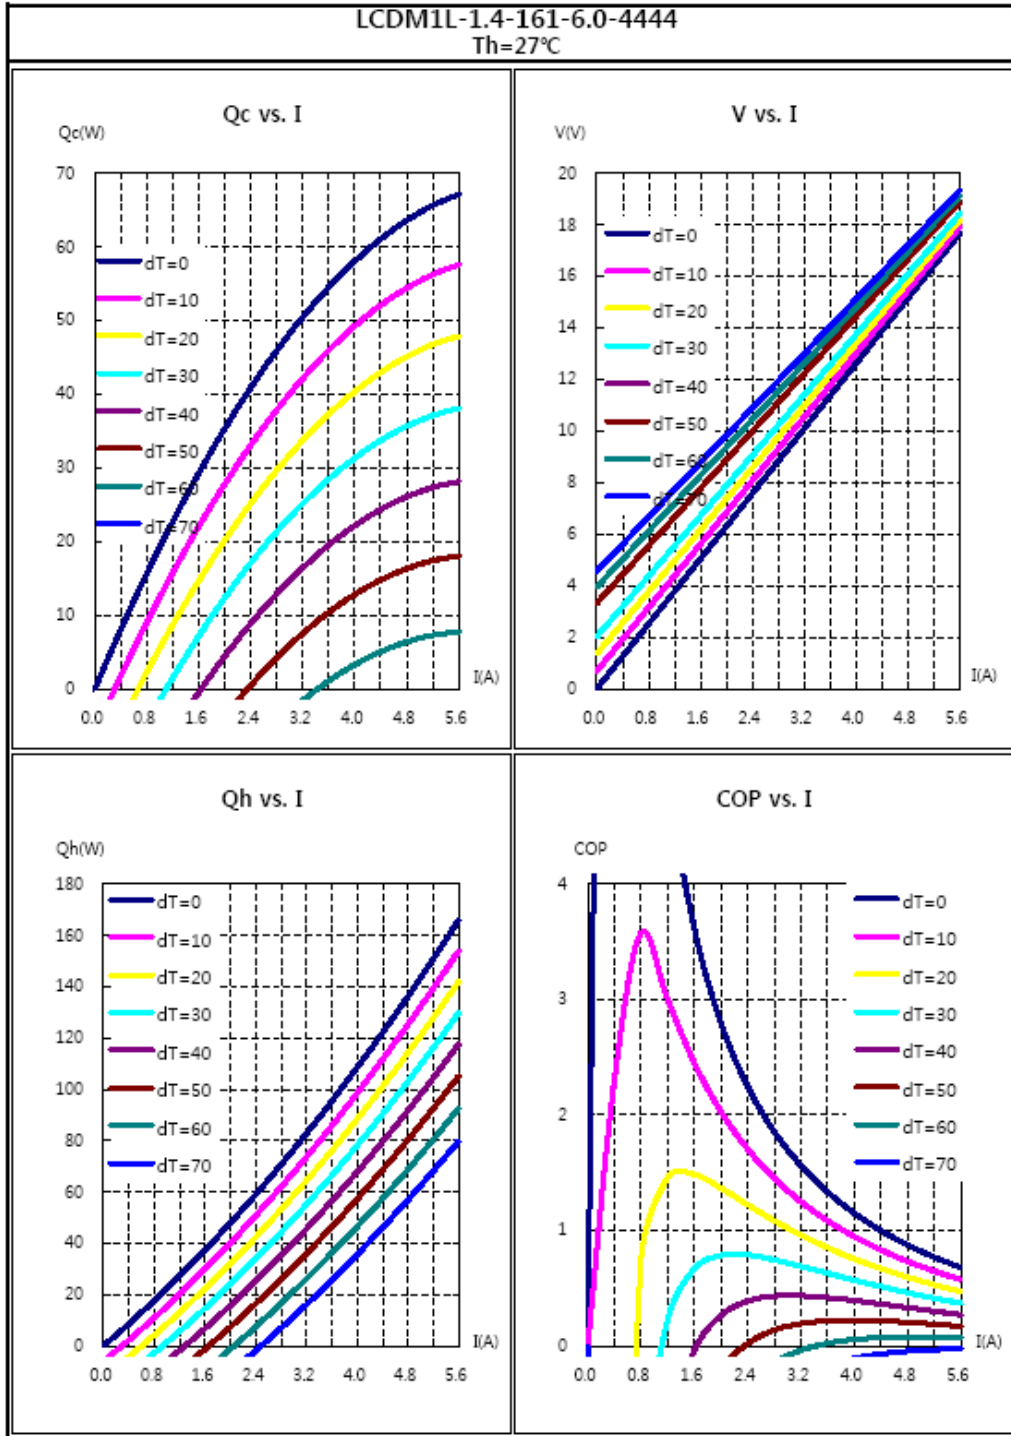 LCDM1L-1.4-161-6.0-4444
Th=27℃
Qc vs. I
Qc(W)
70
60
50
40
30
20
10
0
dT=0
dT=10
dT=20
dT=30
dT=40
dT=50
dT=60
dT=70
I(A)
0.0 0.8 1.6 2.4 3.2 4.0 4.8 5.6
V vs. I
V(V)
20
18
16
14
12
10
8
6
4
2
0
dT=0
dT=10
dT=20
dT=30
dT=40
dT=50
dT=60
dT=70
I(A)
0.0 0.8 1.6 2.4 3.2 4.0 4.8 5.6
Qh vs. I
Qh(W)
180
160
140
120
100
80
60
40
20
0
dT=0
dT=10
dT=20
dT=30
dT=40
dT=50
dT=60
dT=70
I(A)
0.0 0.8 1.6 2.4 3.2 4.0 4.8 5.6
COP vs. I
COP
4
3
2
1
0
dT=0
dT=10
dT=20
dT=30
dT=40
dT=50
dT=60
dT=70
I(A)
0.0 0.8 1.6 2.4 3.2 4.0 4.8 5.6